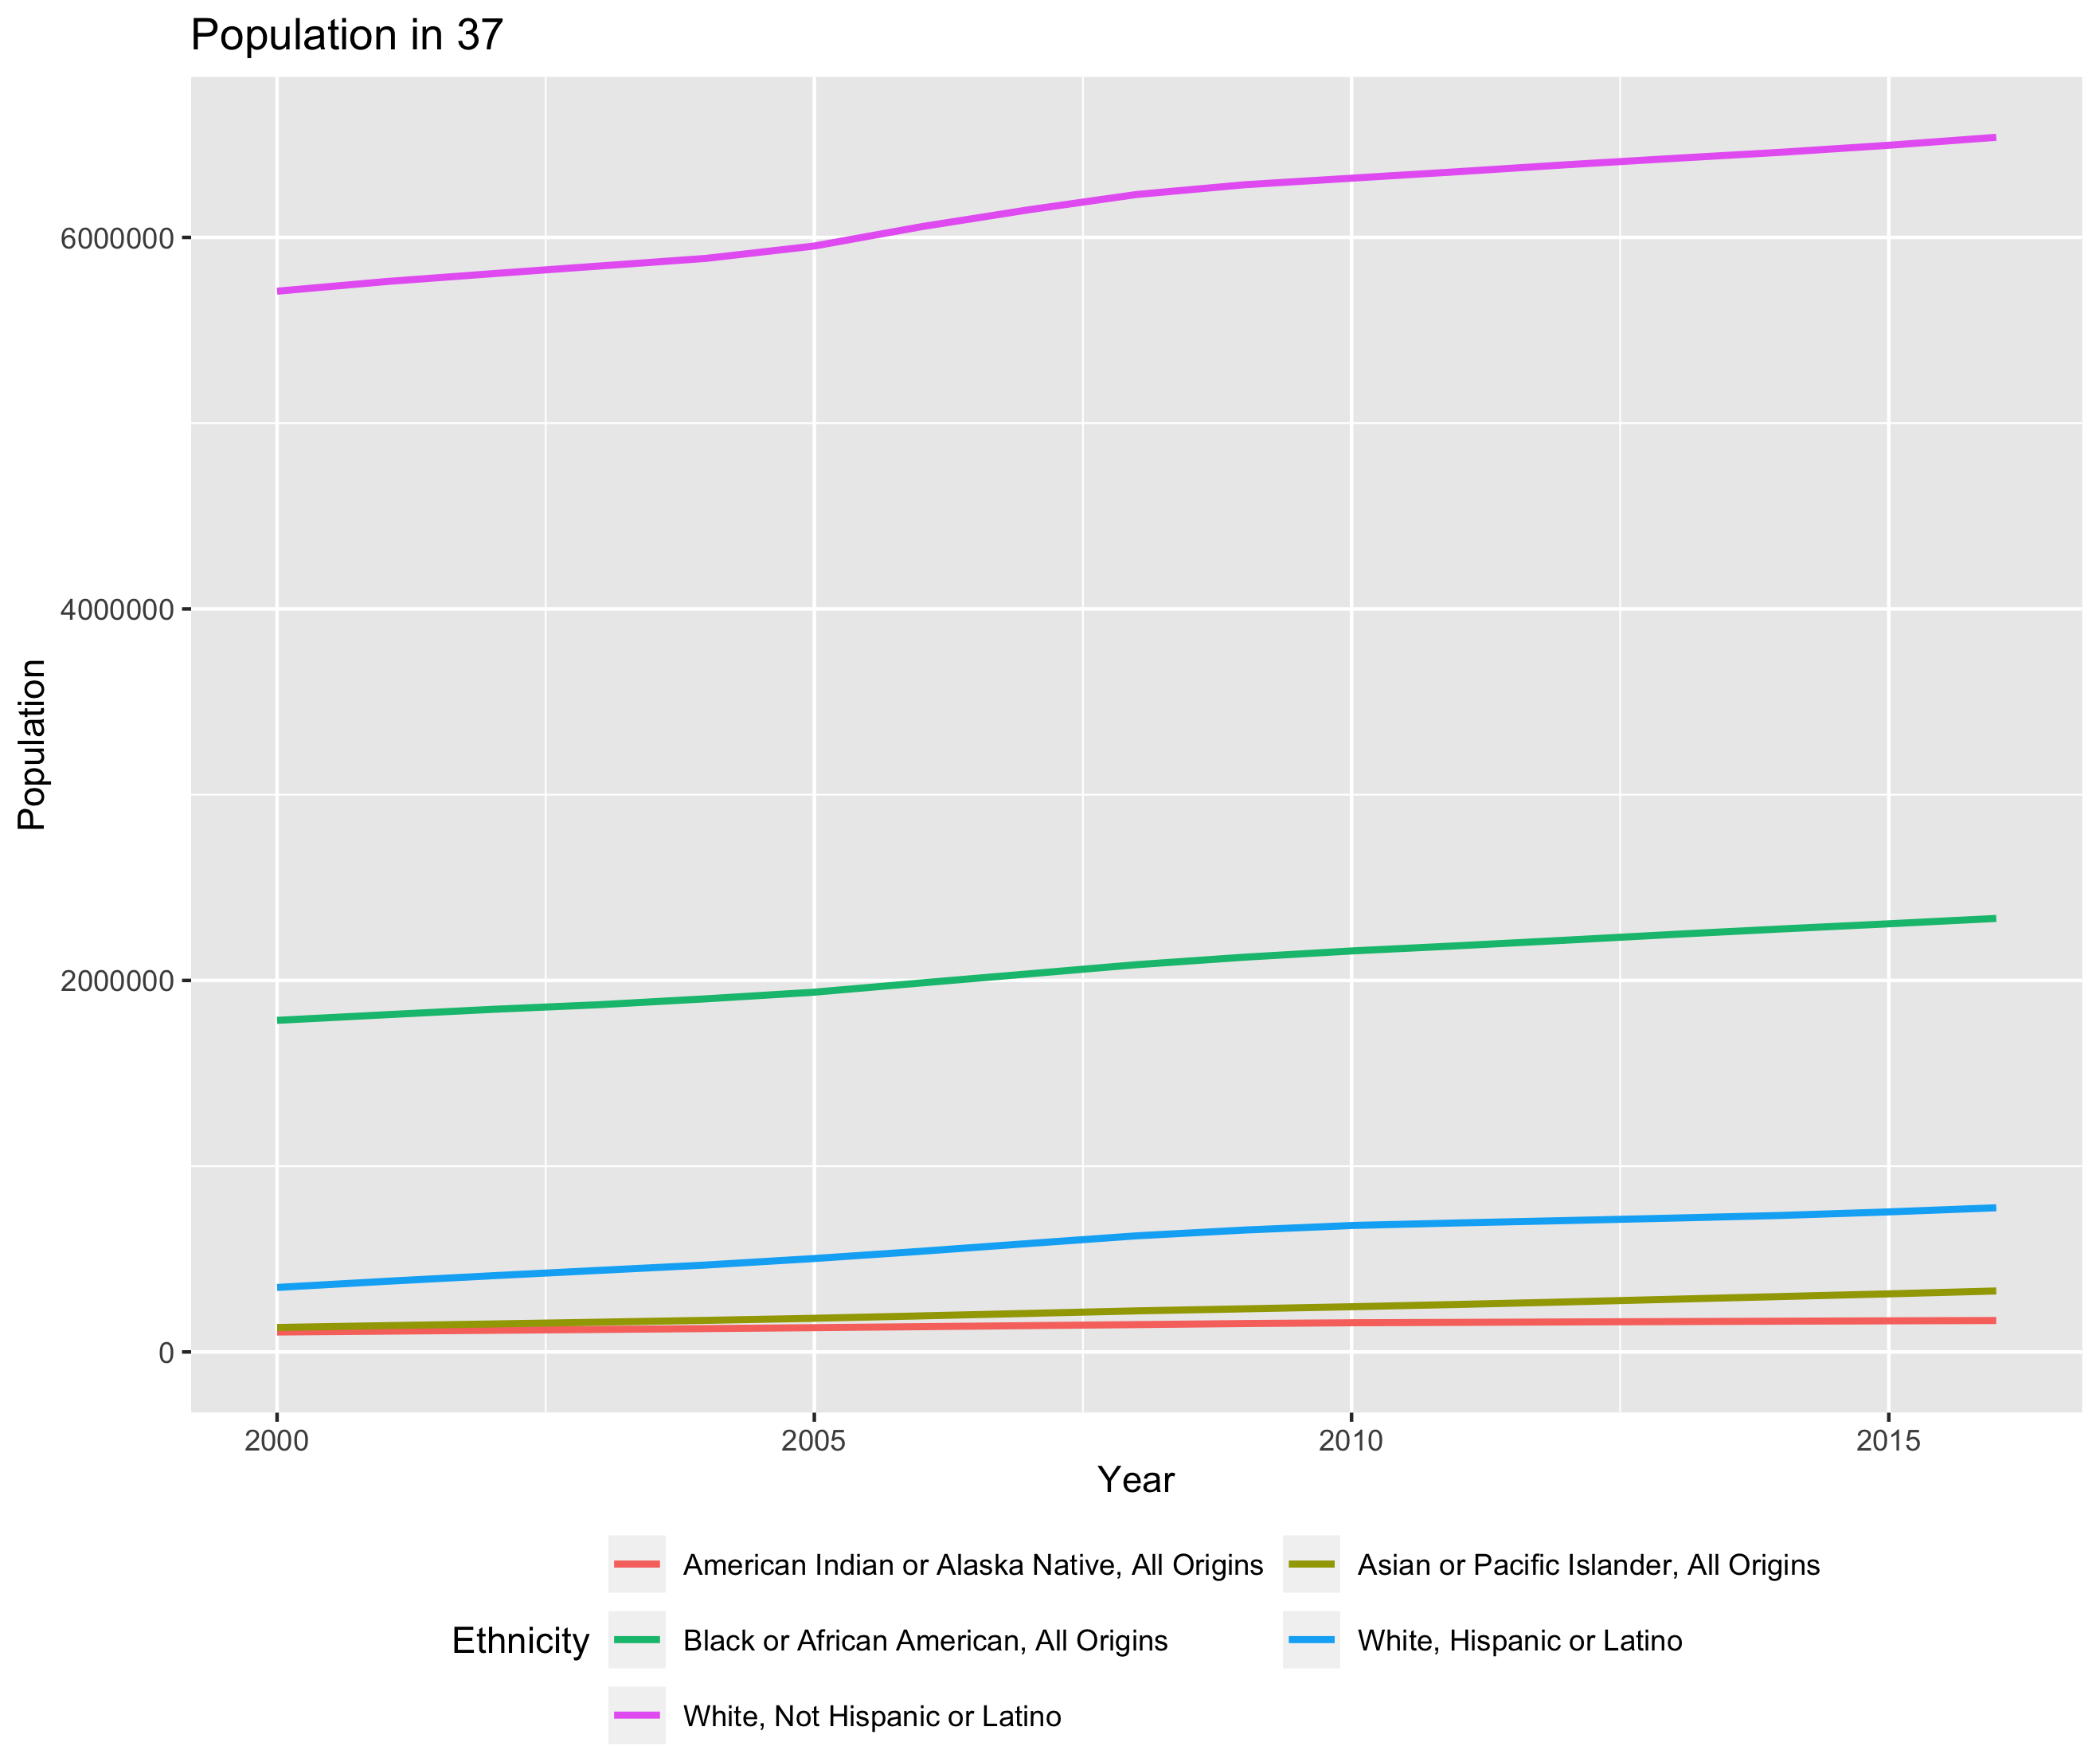 Population in 37
Population
6000000
4000000
2000000
0
2000
2005
2010
2015
Year
Ethnicity
American Indian or Alaska Native, All Origins
Asian or Pacific Islander, All Origins
Black or African American, All Origins
White, Hispanic or Latino
White, Not Hispanic or Latino